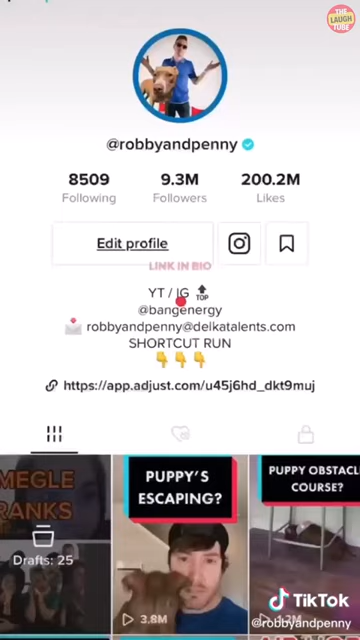 THE
LAUGH
TUBE
@robbyandpenny
8509
9.3M
200.2M
Following
Followers
Likes
Edit profile
LINK IN BIO
YT / IG TOP
@bangenergy
robbyandpenny@delkatalents.com
SHORTCUT RUN
https://app.adjust.com/u45j6hd_dkt9muj
MEGLE
RANKS
PUPPY'S
ESCAPING?
PUPPY OBSTACL
COURSE?
Drafts: 25
3.8M
TikTok
@robbyandpenny